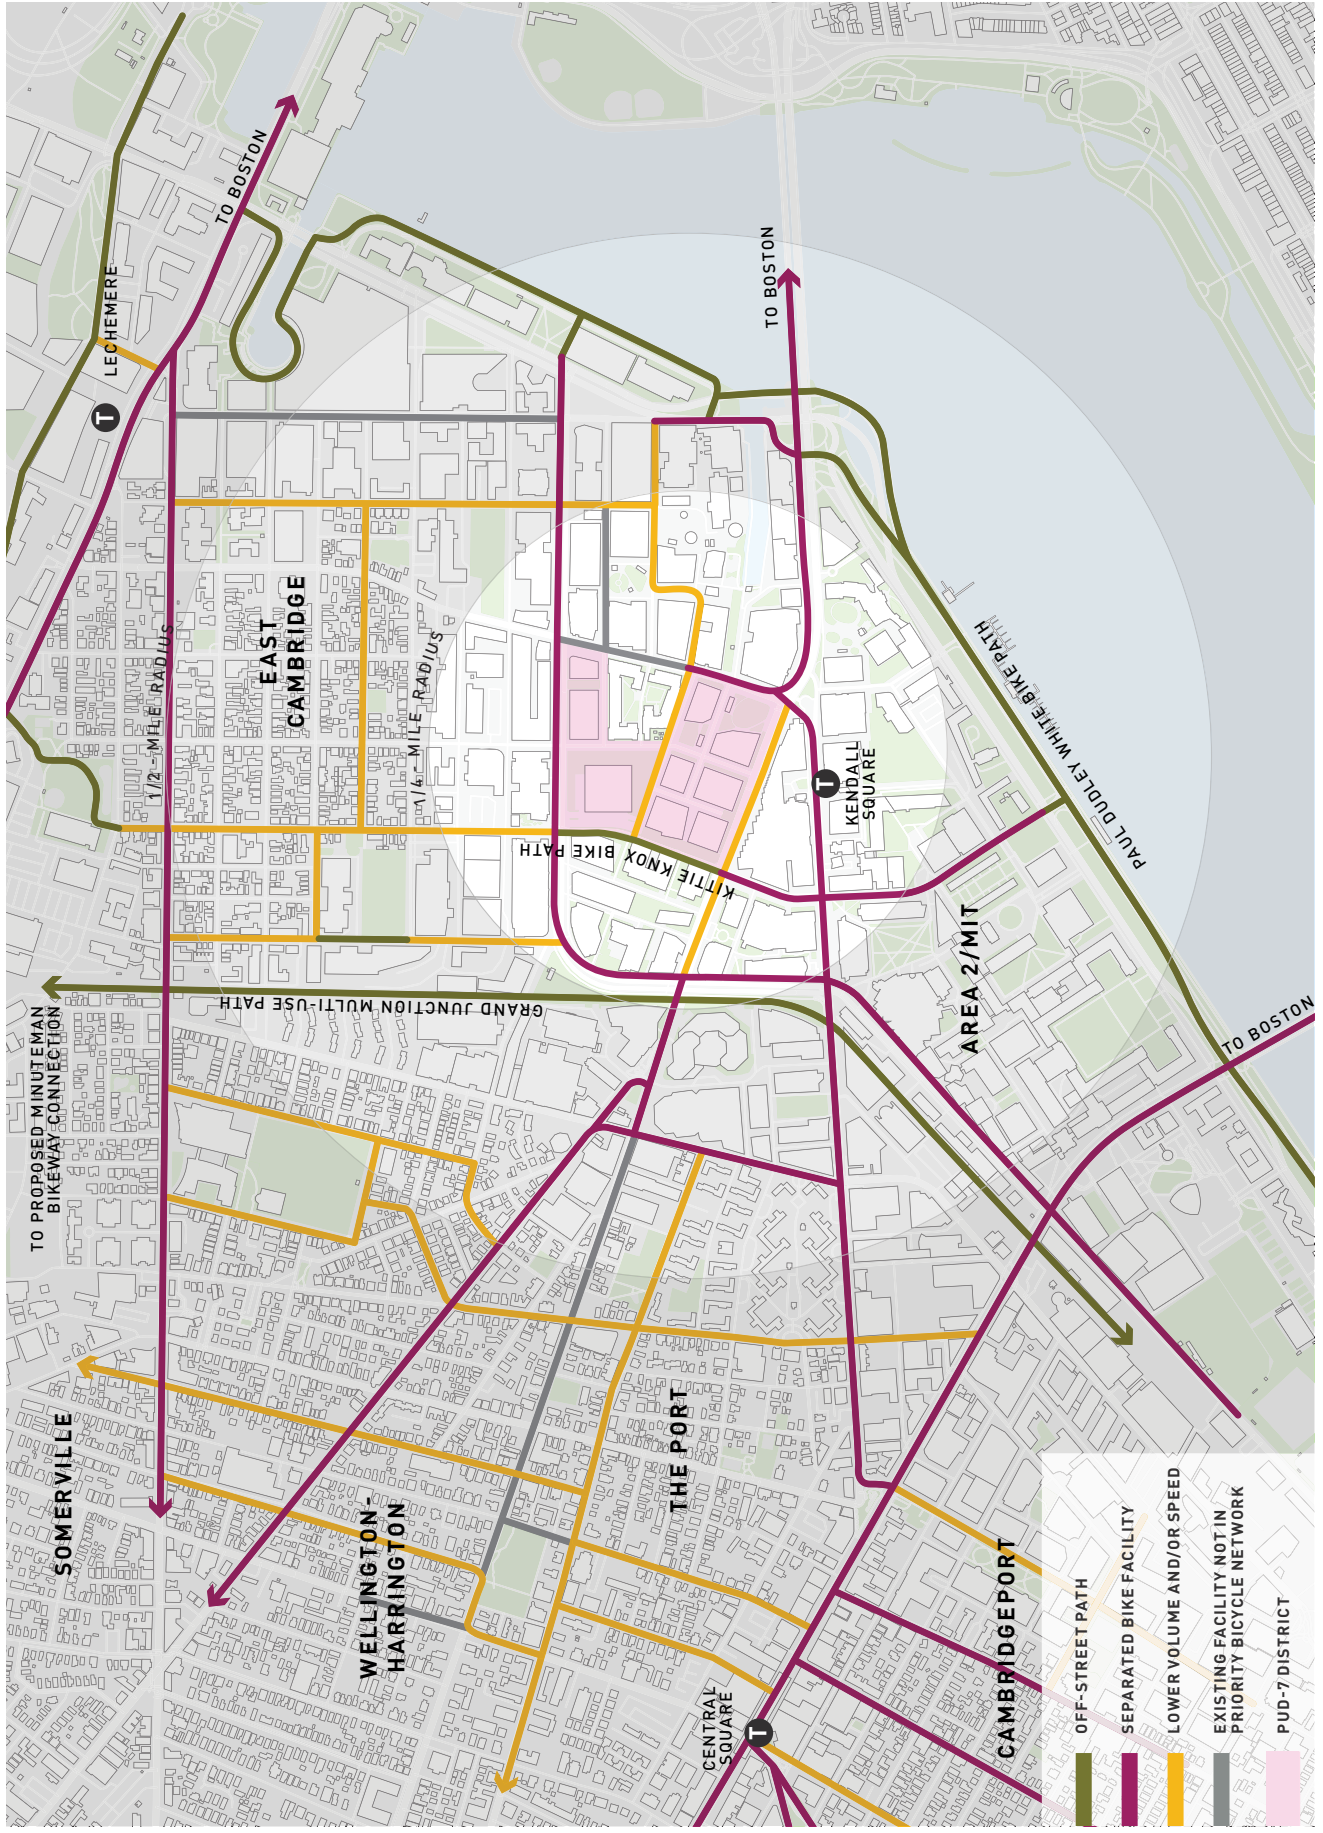 TO BOSTON
LECHEMERE
T
TO BOSTON
EAST
CAMBRIDGE
1/2 - MILE RADIUS
1/4 - MILE RADIUS
KITTIE KNOX BIKE PATH
T
KENDALL
SQUARE
PAUL DUDLEY WHITE BIKE PATH
AREA 2/MIT
TO BOSTON
GRAND JUNCTION MULTI-USE PATH
TO PROPOSED MINUTEMAN
BIKEWAY CONNECTION
SOMERVILLE
WELLINGTON-
HARRINGTON
THE PORT
CENTRAL
SQUARE
T
CAMBRIDGEPORT
OFF-STREET PATH
SEPARATED BIKE FACILITY
LOWER VOLUME AND/OR SPEED
EXISTING FACILITY NOT IN
PRIORITY BICYCLE NETWORK
PUD-7 DISTRICT